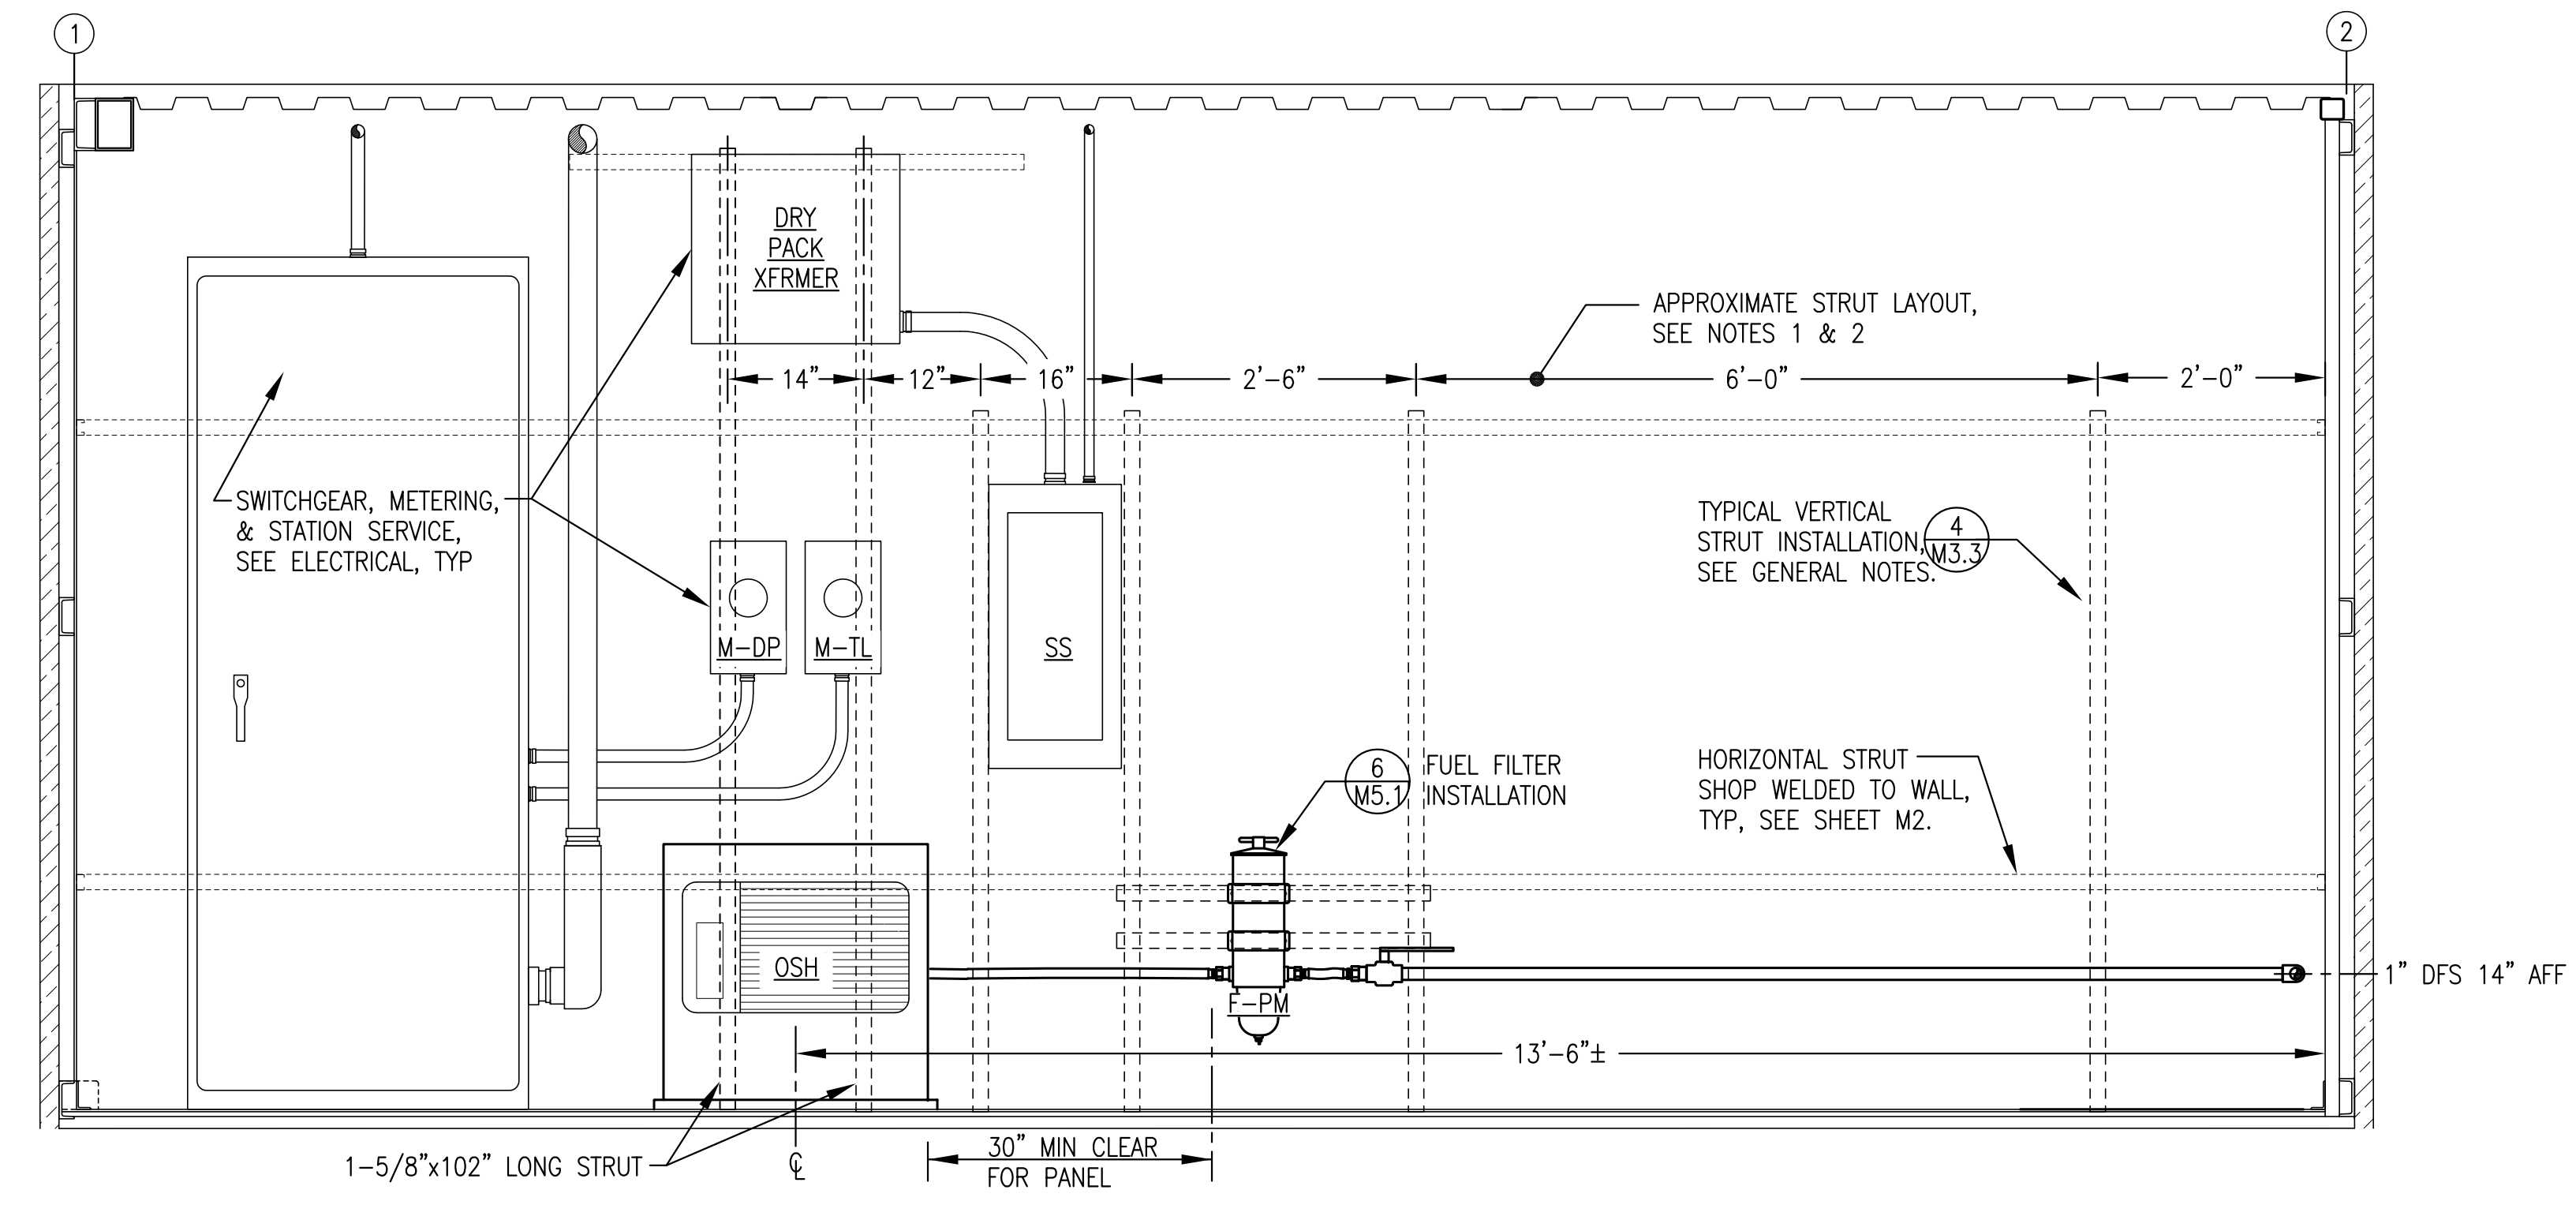 1
2
DRY
PACK
XFRMER
APPROXIMATE STRUT LAYOUT,
SEE NOTES 1 & 2
14”
12”
16”
2’-6”
6’-0”
2’-0”
SWITCHGEAR, METERING,
& STATION SERVICE,
SEE ELECTRICAL, TYP
TYPICAL VERTICAL
STRUT INSTALLATION,
SEE GENERAL NOTES.
4
M3.3
M-DP
M-TL
SS
6
M5.1
FUEL FILTER
INSTALLATION
HORIZONTAL STRUT
SHOP WELDED TO WALL,
TYP, SEE SHEET M2.
OSH
F-PM
1” DFS 14” AFF
13’-6”±
30” MIN CLEAR
FOR PANEL
1-5/8”x102” LONG STRUT
℄